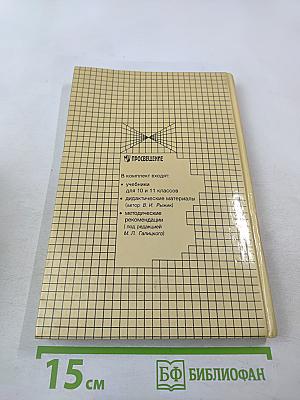 ПРОСВЕЩЕНИЕ
В комплект входят:
• учебники
для 10 и 11 классов
• дидактические материалы
(автор В. И. Рыжик)
• методические
рекомендации
(под редакцией
М. Л. Галицкого)
15 см
БФ БИБЛИОФАН